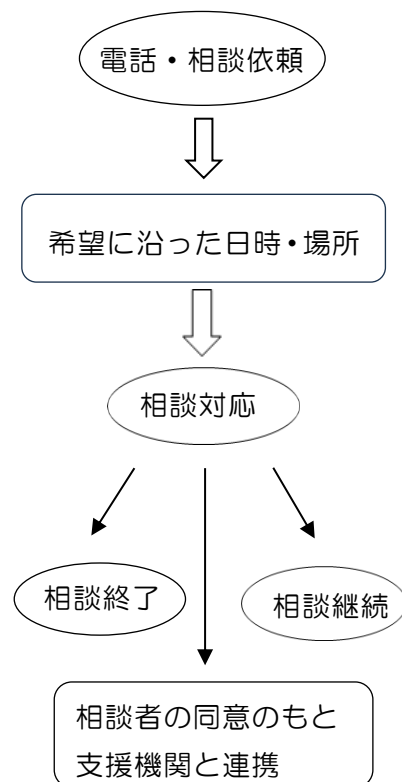 電話・相談依頼
希望に沿った日時・場所
相談対応
相談終了
相談継続
相談者の同意のもと
支援機関と連携